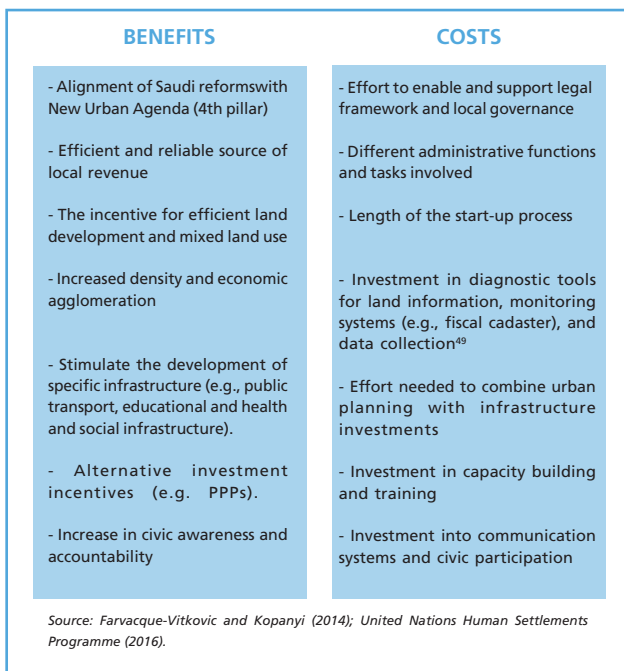 BENEFITS
- Alignment of Saudi reformswith
New Urban Agenda (4th pillar)
- Efficient and reliable source of
local revenue
- The incentive for efficient land
development and mixed land use
- Increased density and economic
agglomeration
- Stimulate the development of
specific infrastructure (e.g., public
transport, educational and health
and social infrastructure).
- Alternative investment
incentives (e.g. PPPs).
- Increase in civic awareness and
accountability
COSTS
- Effort to enable and support legal
framework and local governance
- Different administrative functions
and tasks involved
- Length of the start-up process
- Investment in diagnostic tools
for land information, monitoring
systems (e.g., fiscal cadaster), and
data collection⁴⁹
- Effort needed to combine urban
planning with infrastructure
investments
- Investment in capacity building
and training
- Investment into communication
systems and civic participation
Source: Farvacque-Vitkovic and Kopanyi (2014); United Nations Human Settlements
Programme (2016).